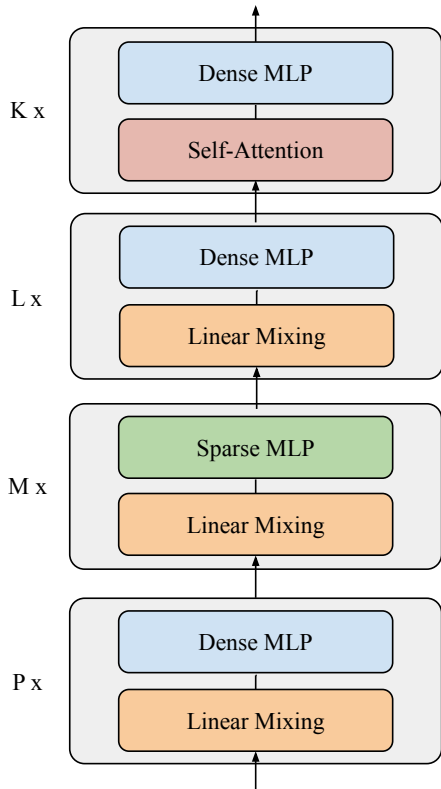 Dense MLP
K x
Self-Attention
Dense MLP
L x
Linear Mixing
Sparse MLP
M x
Linear Mixing
Dense MLP
P x
Linear Mixing